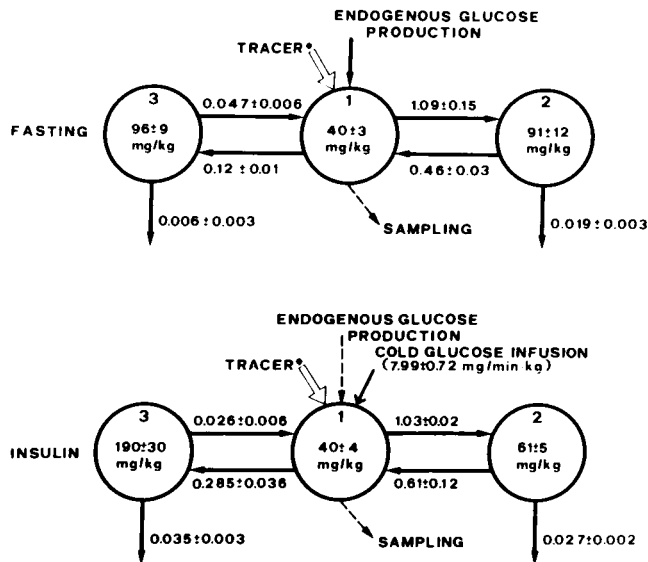 ENDOGENOUS GLUCOSE
PRODUCTION
TRACER•
3
1
2
0.047±0.006
1.09±0.15
FASTING
96±9
mg/kg
40±3
mg/kg
91±12
mg/kg
0.12 ±0.01
0.46±0.03
0.006±0.003
0.019±0.003
SAMPLING
ENDOGENOUS GLUCOSE
PRODUCTION
COLD GLUCOSE INFUSION
(7.99±0.72 mg/min·kg)
TRACER•
3
1
2
0.026±0.006
1.03±0.02
INSULIN
190±30
mg/kg
40±4
mg/kg
61±5
mg/kg
0.285±0.036
0.61±0.12
0.035±0.003
0.027±0.002
SAMPLING